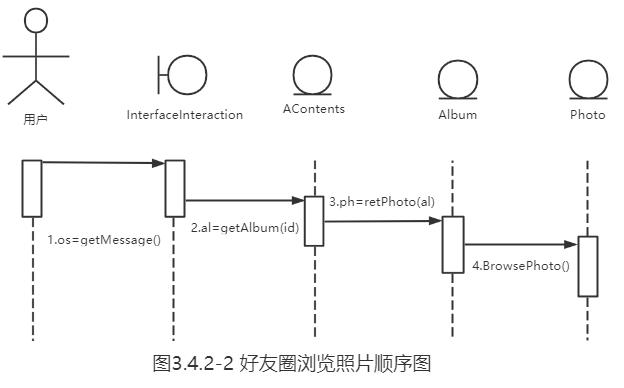 用户
InterfaceInteraction
AContents
Album
Photo
1.os=getMessage()
2.al=getAlbum(id)
3.ph=retPhoto(al)
4.BrowsePhoto()
图3.4.2-2 好友圈浏览照片顺序图